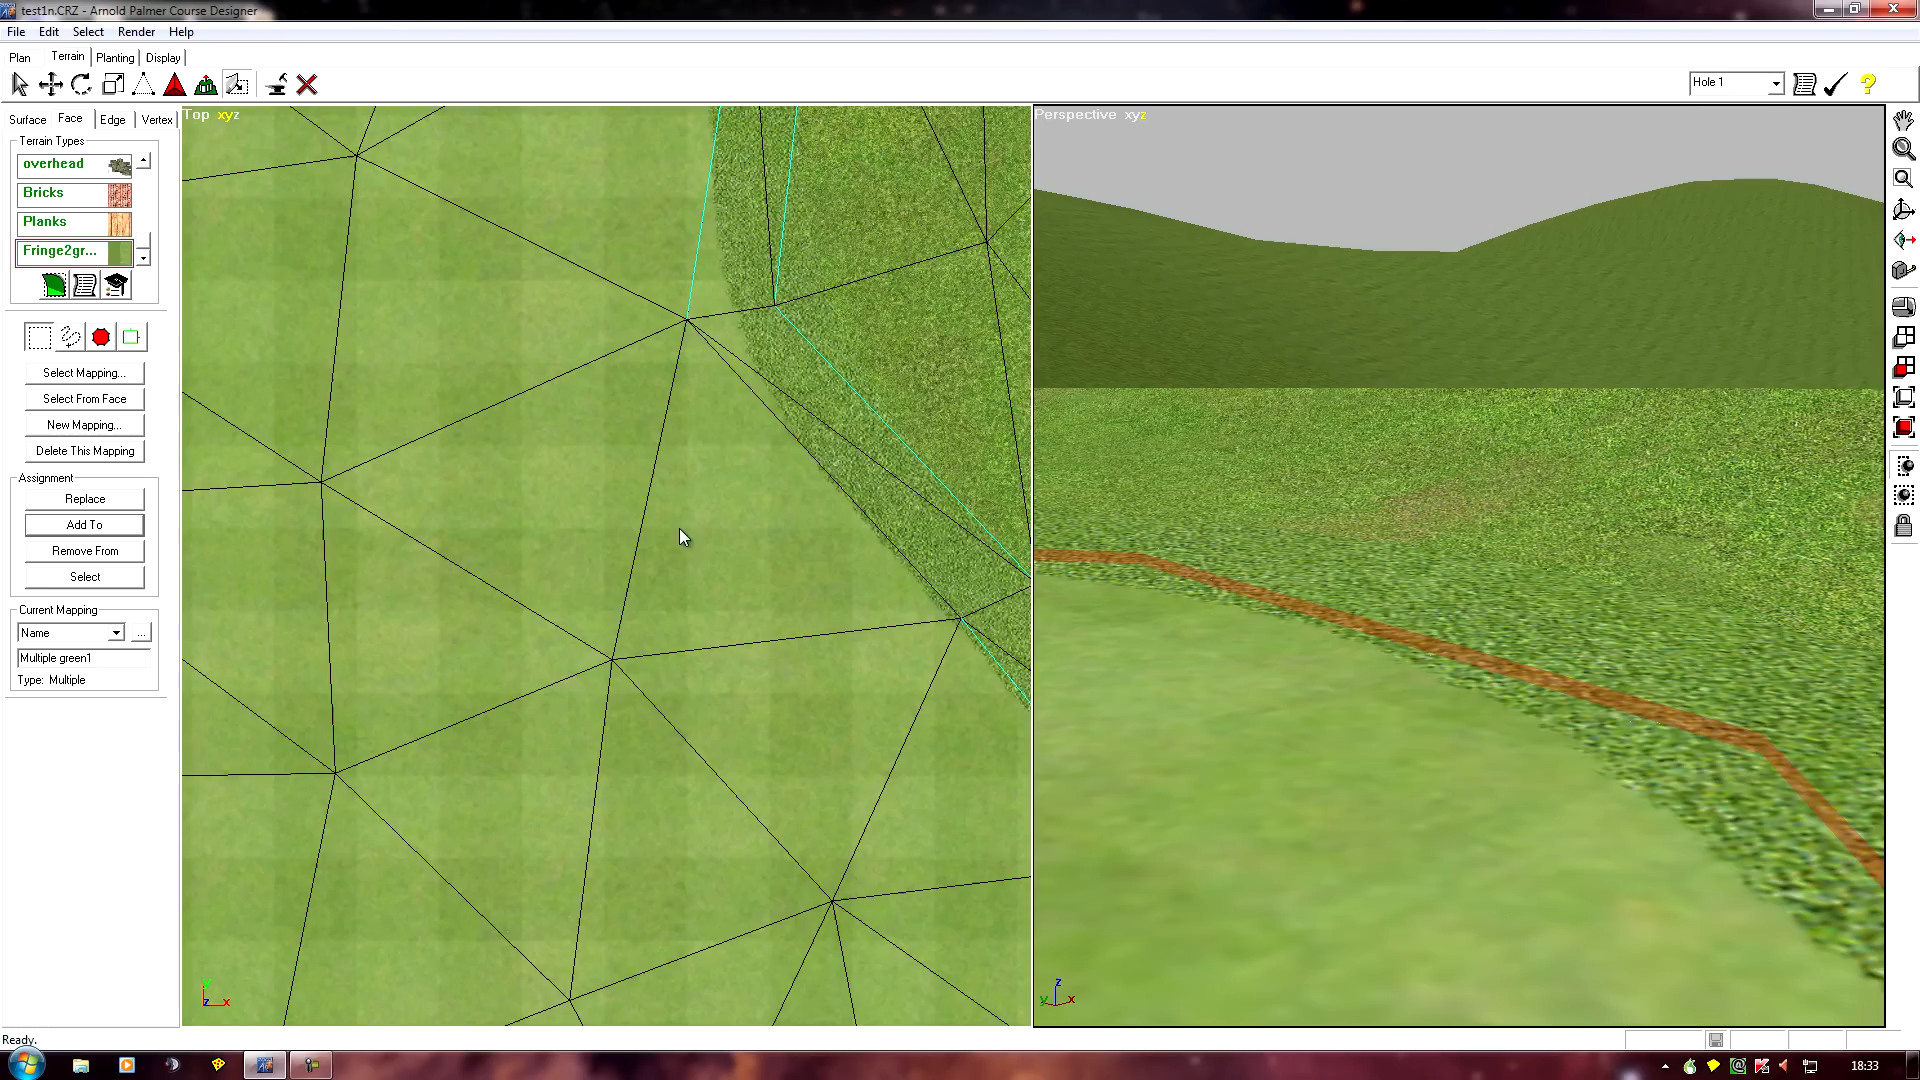 test1n.CRZ - Arnold Palmer Course Designer
File Edit Select Render Help
Plan Terrain Planting Display
Hole 1
Surface Face Edge Vertex
Terrain Types
overhead
Bricks
Planks
Fringe2gr...
Select Mapping...
Select From Face
New Mapping...
Delete This Mapping
Assignment
Replace
Add To
Remove From
Select
Current Mapping
Name
...
Multiple green1
Type: Multiple
Top xyz
y
z x
Perspective xyz
z
y x
Ready.
18:33